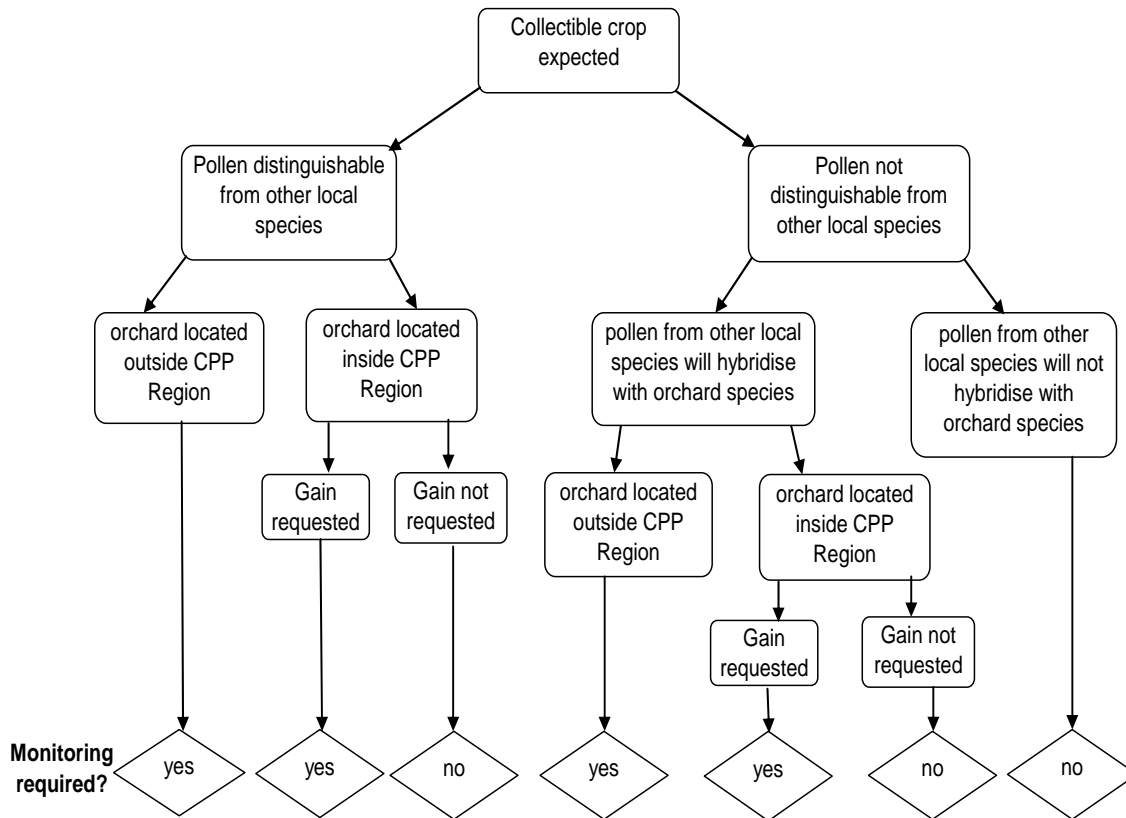 Collectible crop
expected
Pollen distinguishable
from other local
species
Pollen not
distinguishable from
other local species
orchard located
outside CPP
Region
orchard located
inside CPP
Region
pollen from other local
species will hybridise
with orchard species
pollen from other
local species will not
hybridise with
orchard species
Gain
requested
Gain not
requested
orchard located
outside CPP
Region
orchard located
inside CPP
Region
Gain
requested
Gain not
requested
Monitoring
required?
yes
yes
no
yes
yes
no
no